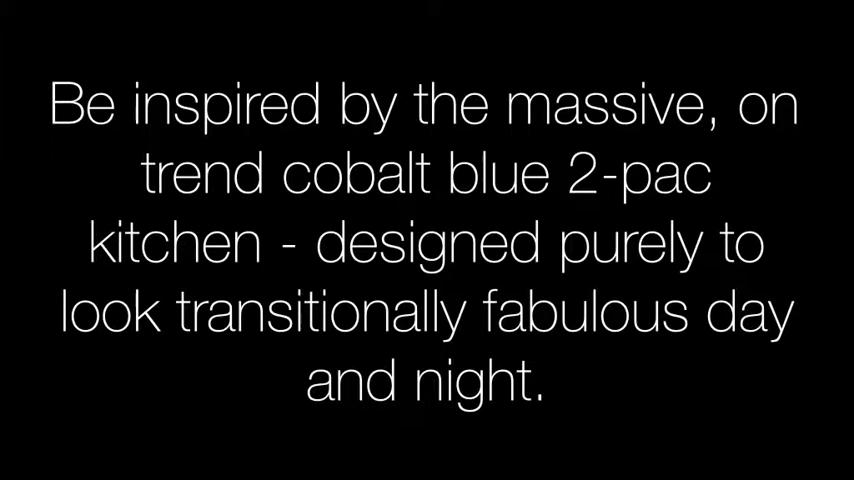 Be inspired by the massive, on
trend cobalt blue 2-pac
kitchen - designed purely to
look transitionally fabulous day
and night.